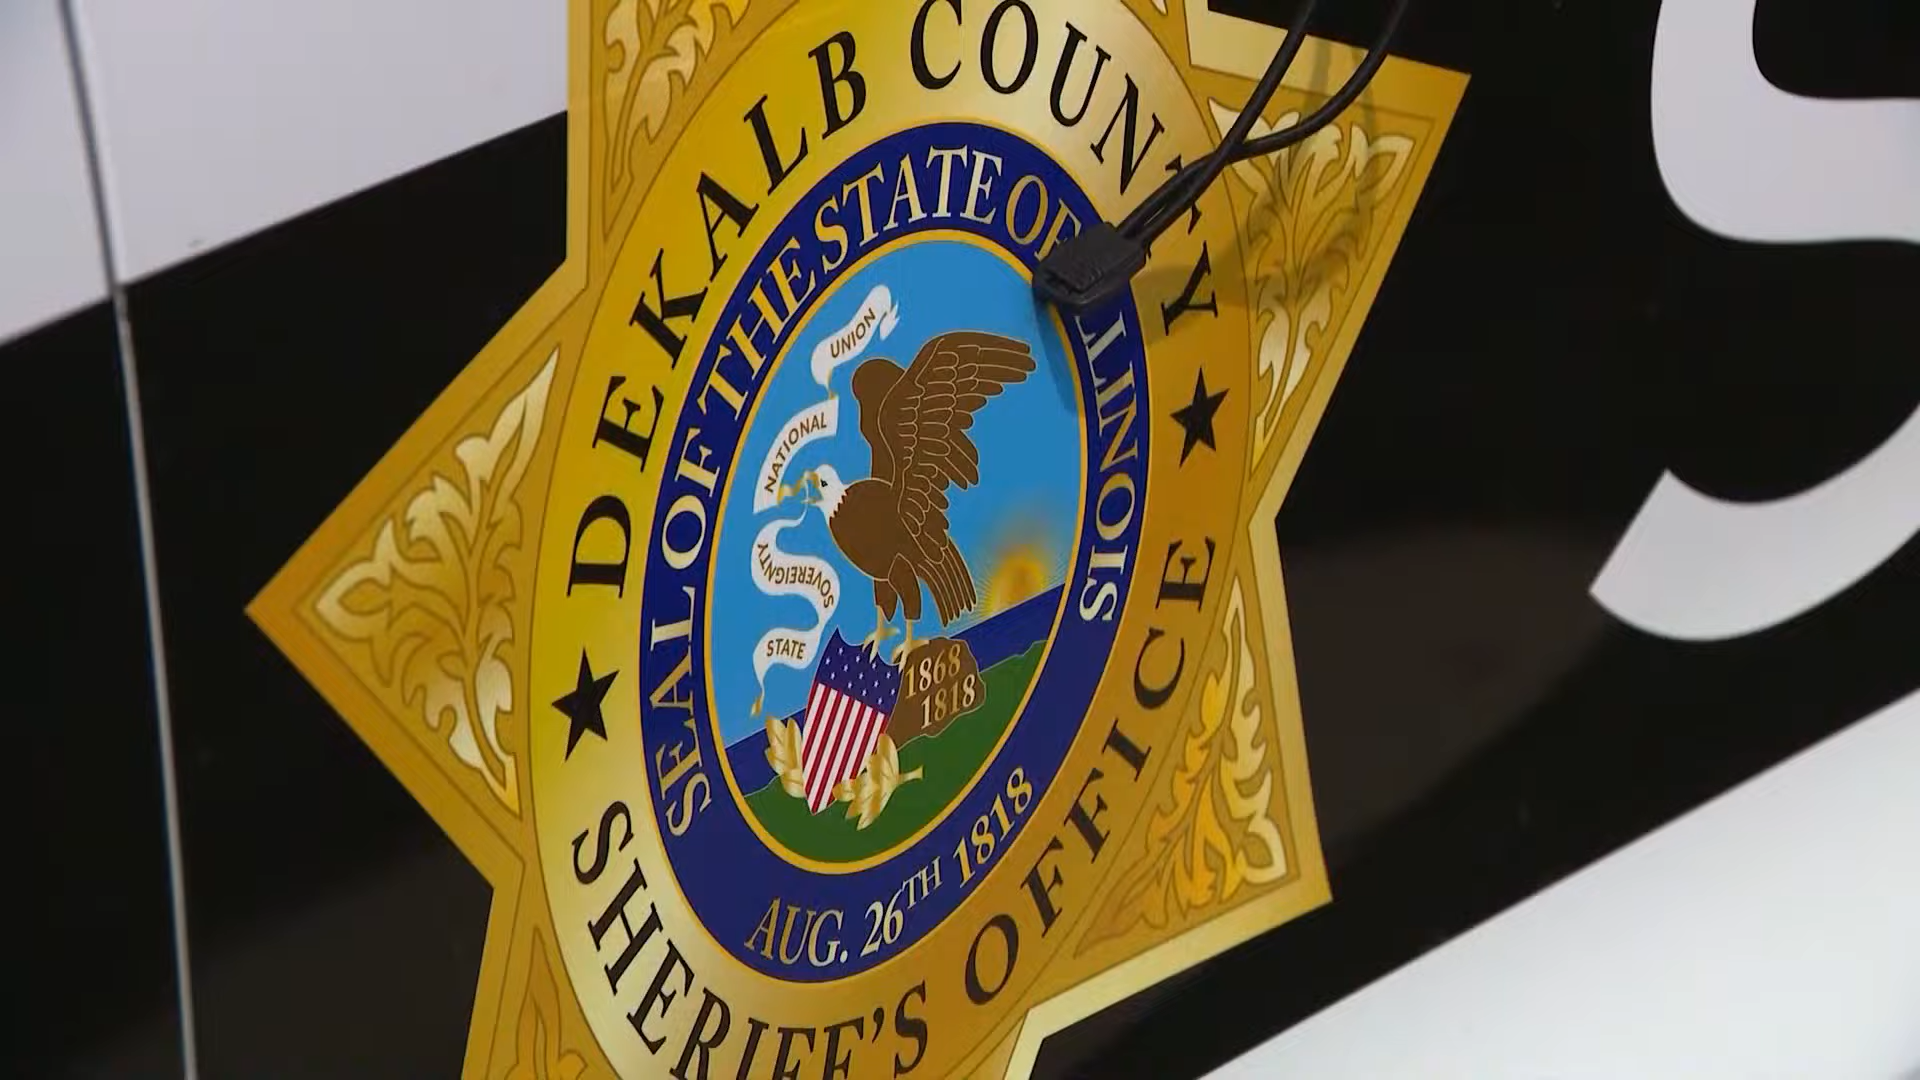 DEKALB COUNTY
SEAL OF THE STATE OF ILLINOIS
UNION
NATIONAL
SOVEREIGNTY
STATE
1868
1818
AUG. 26TH 1818
SHERIFF'S OFFICE
S